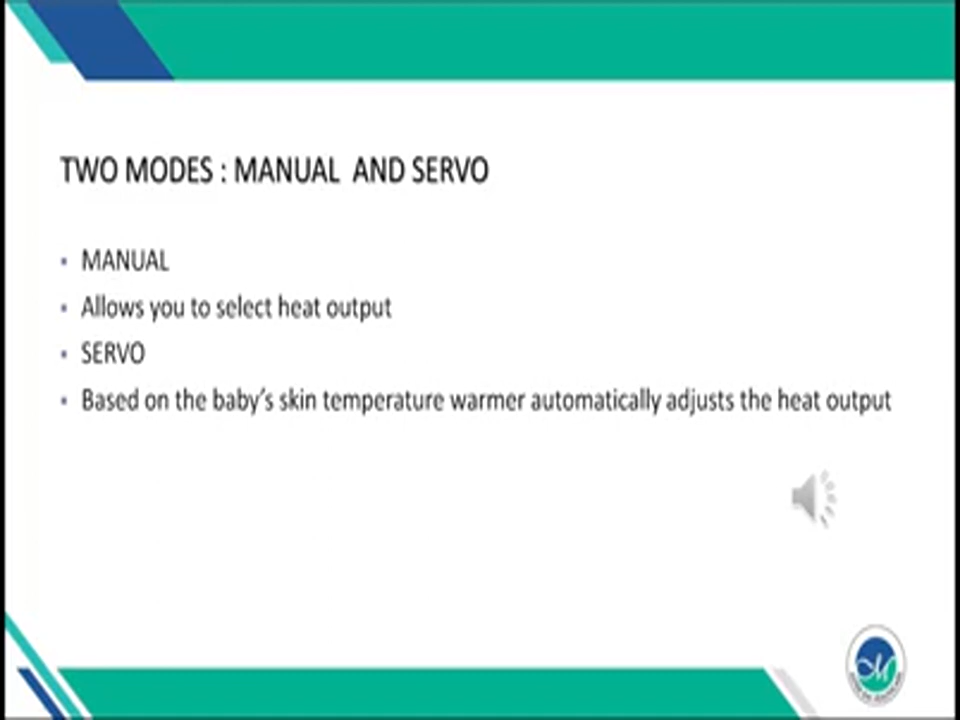 TWO MODES : MANUAL AND SERVO
• MANUAL
• Allows you to select heat output
• SERVO
• Based on the baby's skin temperature warmer automatically adjusts the heat output
M